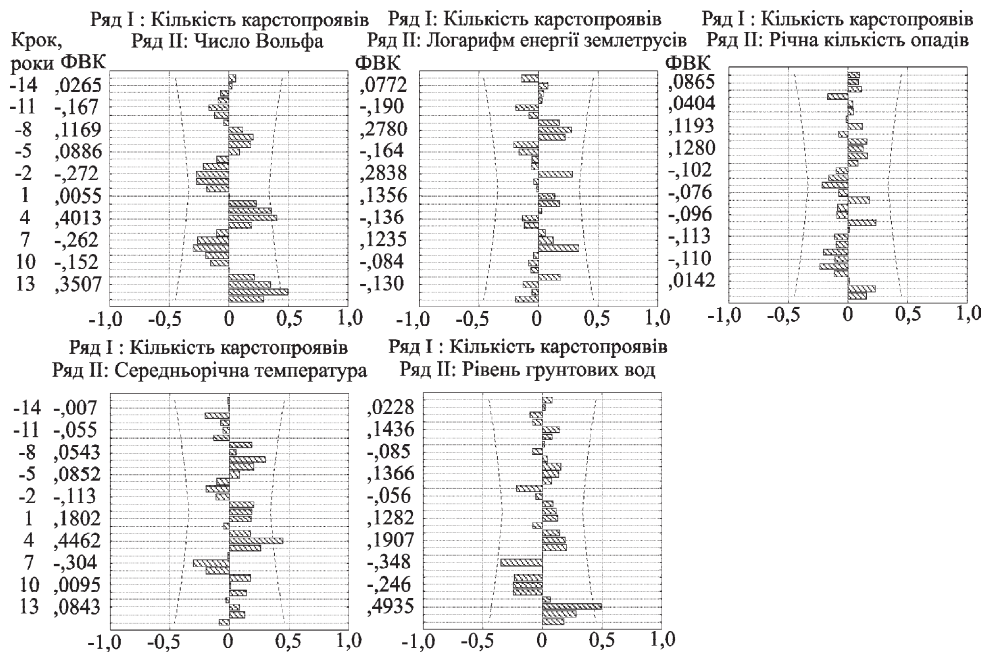 Ряд I : Кількість карстопроявів
Ряд II: Число Вольфа
Крок,
роки ФВК
-14 ,0265
-11 -,167
-8 ,1169
-5 ,0886
-2 -,272
1 ,0055
4 ,4013
7 -,262
10 -,152
13 ,3507
-1,0 -0,5 0 0,5 1,0
Ряд I: Кількість карстопроявів
Ряд II: Логарифм енергії землетрусів
ФВК
,0772
-,190
,2780
-,164
,2838
,1356
-,136
,1235
-,084
-,130
-1,0 -0,5 0 0,5 1,0
Ряд I : Кількість карстопроявів
Ряд II: Річна кількість опадів
ФВК
,0865
,0404
,1193
,1280
-,102
-,076
-,096
-,113
-,110
,0142
-1,0 -0,5 0 0,5 1,0
Ряд I : Кількість карстопроявів
Ряд II: Середньорічна температура
-14 -,007
-11 -,055
-8 ,0543
-5 ,0852
-2 -,113
1 ,1802
4 ,4462
7 -,304
10 ,0095
13 ,0843
-1,0 -0,5 0 0,5 1,0
Ряд I : Кількість карстопроявів
Ряд II: Рівень грунтових вод
,0228
,1436
-,085
,1366
-,056
,1282
,1907
-,348
-,246
,4935
-1,0 -0,5 0 0,5 1,0